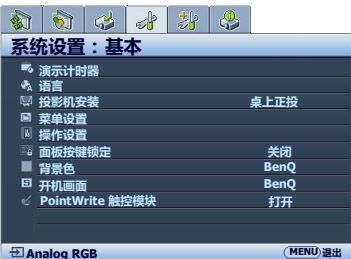 系统设置：基本
演示计时器
语言
投影机安装 桌上正投
菜单设置
操作设置
面板按键锁定 关闭
背景色 BenQ
开机画面 BenQ
PointWrite 触控模块 打开
Analog RGB MENU 退出